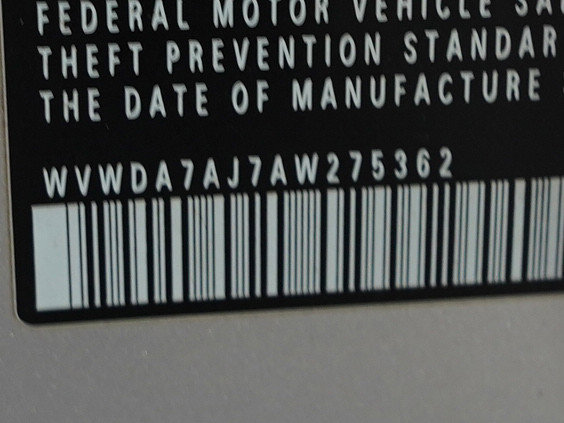 FEDERAL MOTOR VEHICLE
THEFT PREVENTION STANDAR
THE DATE OF MANUFACTURE
WVWDA7AJ7AW275362